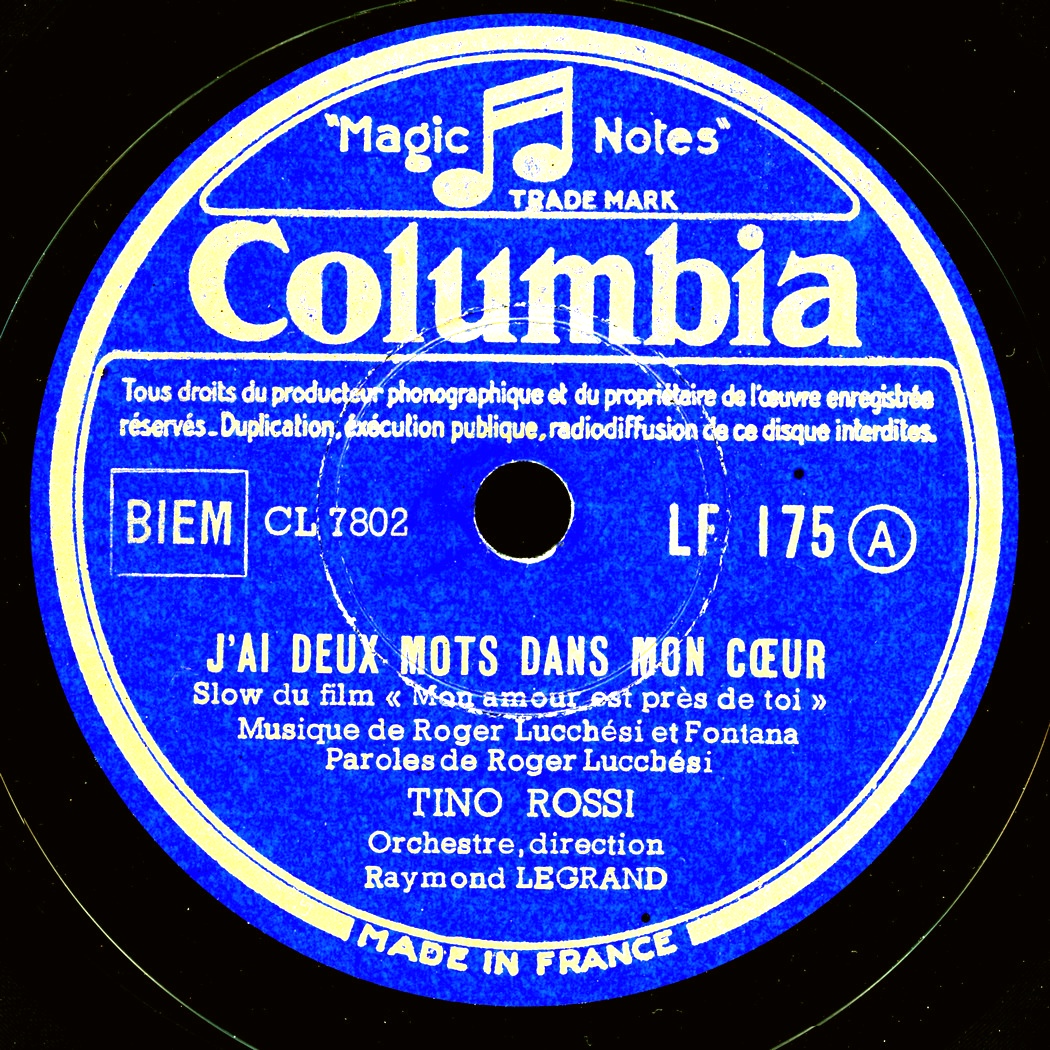 "Magic Notes"
TRADE MARK
Columbia
Tous droits du producteur phonographique et du propriétaire de l'œuvre enregistrée
réservés_Duplication, éxécution publique, radiodiffusion de ce disque interdites.
BIEM CL 7802 LF 175 A
J'AI DEUX MOTS DANS MON CŒUR
Slow du film « Mon amour est près de toi »
Musique de Roger Lucchési et Fontana
Paroles de Roger Lucchési
TINO ROSSI
Orchestre, direction
Raymond LEGRAND
MADE IN FRANCE